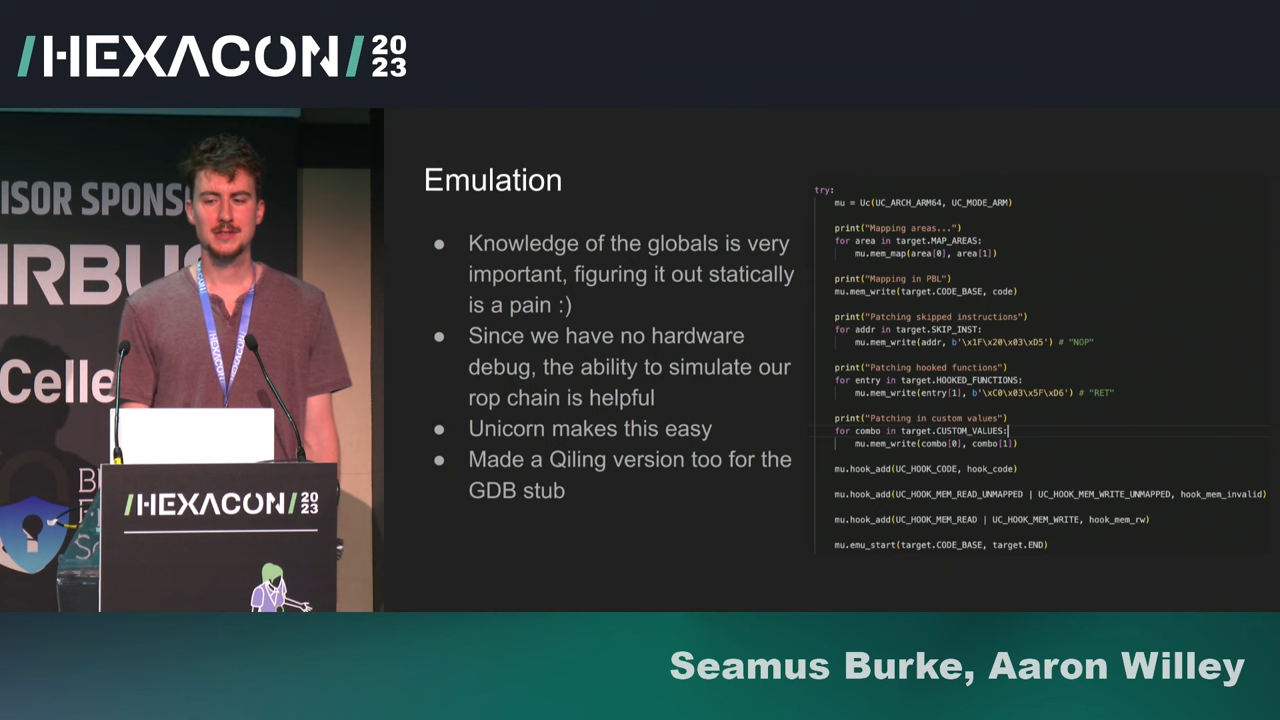 /HEXACON/ 20
23
ISOR SPONS
IRBUS
Celle
/HEXACON/ 20
23
Emulation
● Knowledge of the globals is very
important, figuring it out statically
is a pain :)
● Since we have no hardware
debug, the ability to simulate our
rop chain is helpful
● Unicorn makes this easy
● Made a Qiling version too for the
GDB stub
try:
mu = Uc(UC_ARCH_ARM64, UC_MODE_ARM)
print("Mapping areas...")
for area in target.MAP_AREAS:
mu.mem_map(area[0], area[1])
print("Mapping in PBL")
mu.mem_write(target.CODE_BASE, code)
print("Patching skipped instructions")
for addr in target.SKIP_INST:
mu.mem_write(addr, b'\x1F\x20\x03\xD5') # "NOP"
print("Patching hooked functions")
for entry in target.HOOKED_FUNCTIONS:
mu.mem_write(entry[1], b'\xC0\x03\x5F\xD6') # "RET"
print("Patching in custom values")
for combo in target.CUSTOM_VALUES:
mu.mem_write(combo[0], combo[1])
mu.hook_add(UC_HOOK_CODE, hook_code)
mu.hook_add(UC_HOOK_MEM_READ_UNMAPPED | UC_HOOK_MEM_WRITE_UNMAPPED, hook_mem_invalid)
mu.hook_add(UC_HOOK_MEM_READ | UC_HOOK_MEM_WRITE, hook_mem_rw)
mu.emu_start(target.CODE_BASE, target.END)
Seamus Burke, Aaron Willey